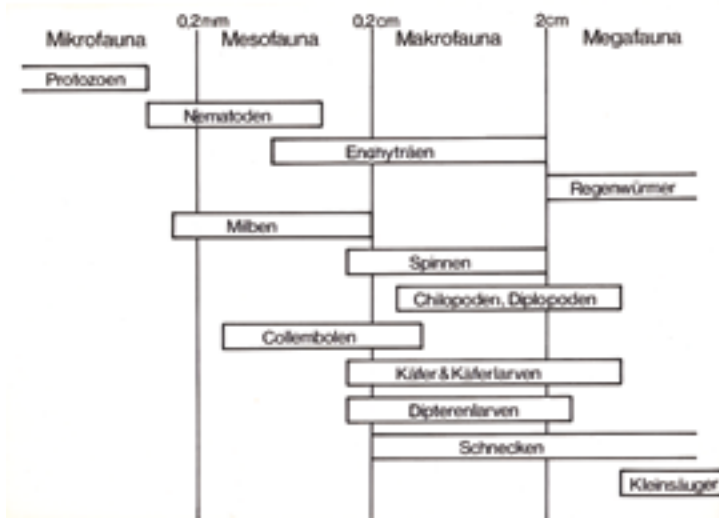 0,2mm 0,2cm 2cm
Mikrofauna Mesofauna Makrofauna Megafauna
Protozoen
Nematoden
Enchyträen
Regenwürmer
Milben
Spinnen
Chilopoden, Diplopoden
Collembolen
Käfer & Käferlarven
Dipterenlarven
Schnecken
Kleinsäuger